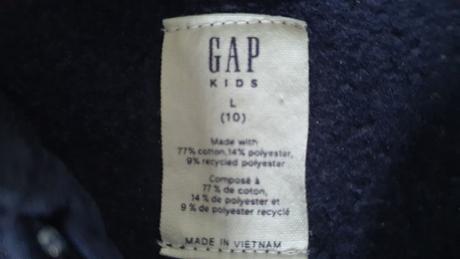 GAP
KIDS
L
(10)
Made with
77% cotton, 14% polyester,
9% recycled polyester
Composé à
77 % de coton,
14 % de polyester et
9 % de polyester recyclé
MADE IN VIETNAM